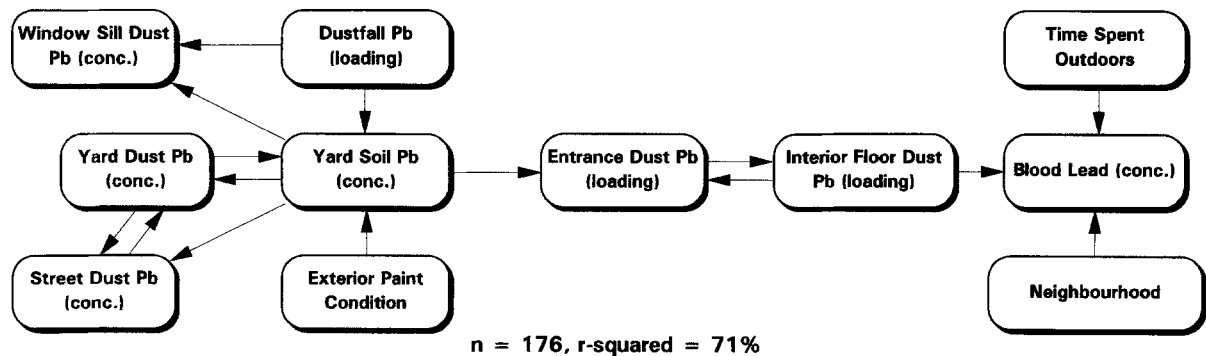 Window Sill Dust
Pb (conc.)
Dustfall Pb
(loading)
Time Spent
Outdoors
Yard Dust Pb
(conc.)
Yard Soil Pb
(conc.)
Entrance Dust Pb
(loading)
Interior Floor Dust
Pb (loading)
Blood Lead (conc.)
Street Dust Pb
(conc.)
Exterior Paint
Condition
Neighbourhood
n = 176, r-squared = 71%